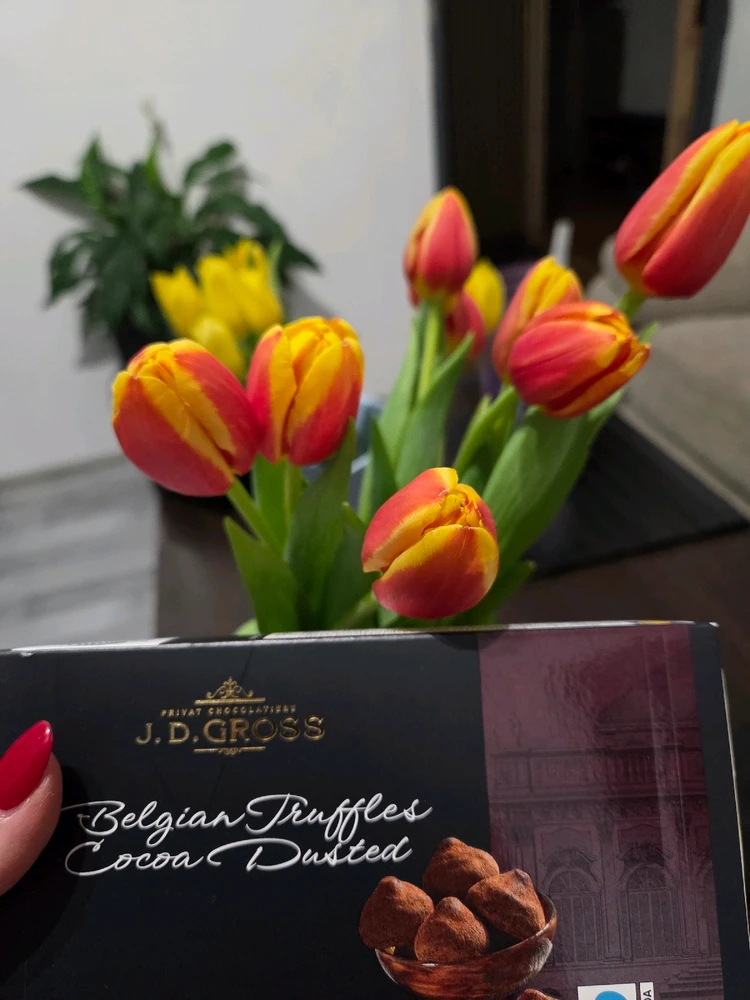 PRIVAT CHOCOLATIERS
J.D.GROSS
Belgian Truffles
Cocoa Dusted